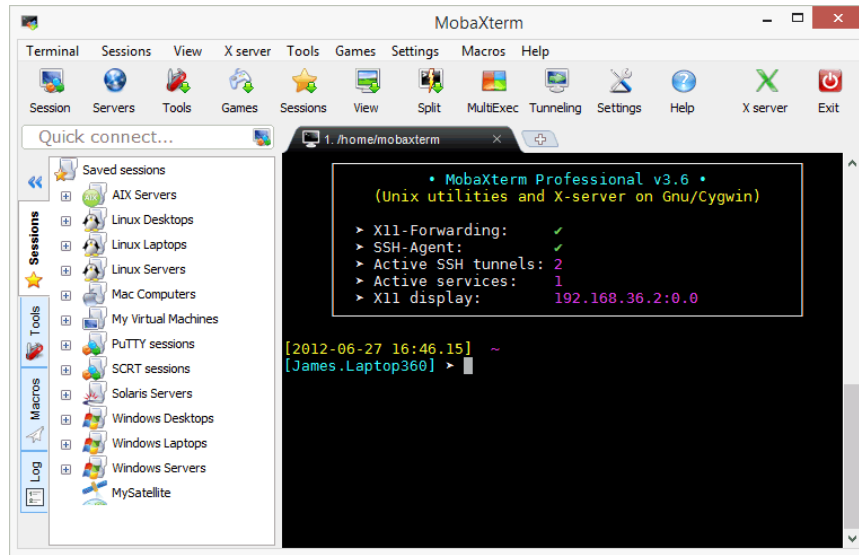 MobaXterm
Terminal Sessions View X server Tools Games Settings Macros Help
Session Servers Tools Games Sessions View Split MultiExec Tunneling Settings Help X server Exit
Quick connect...
1. /home/mobaxterm
Saved sessions
AIX Servers
Linux Desktops
Linux Laptops
Linux Servers
Mac Computers
My Virtual Machines
PuTTY sessions
SCRT sessions
Solaris Servers
Windows Desktops
Windows Laptops
Windows Servers
MySatellite
Sessions
Tools
Macros
Log
• MobaXterm Professional v3.6 •
(Unix utilities and X-server on Gnu/Cygwin)
➤ X11-Forwarding: ✔
➤ SSH-Agent: ✔
➤ Active SSH tunnels: 2
➤ Active services: 1
➤ X11 display: 192.168.36.2:0.0
[2012-06-27 16:46.15] ~
[James.Laptop360] ➤